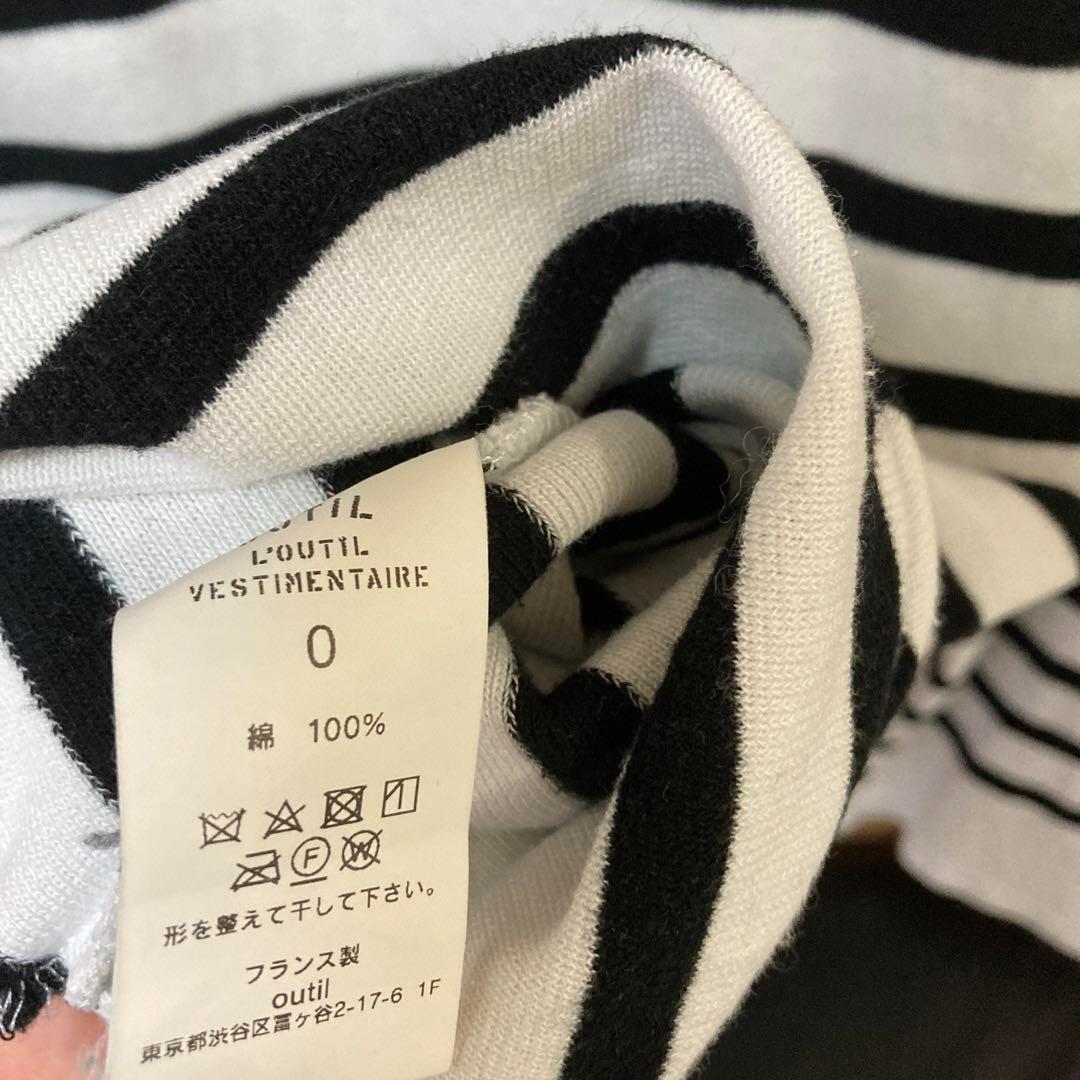 L'OUTIL
VESTIMENTAIRE
0
綿 100%
F W
形を整えて干して下さい。
フランス製
outil
東京都渋谷区富ヶ谷2-17-6 1F